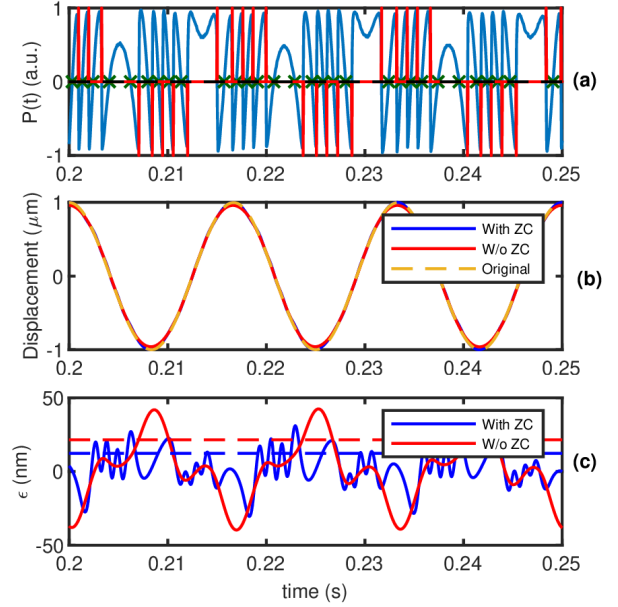 1
0
-1
P(t) (a.u.)
0.2 0.21 0.22 0.23 0.24 0.25
(a)
1
0
-1
Displacement (μm)
With ZC
W/o ZC
Original
0.2 0.21 0.22 0.23 0.24 0.25
(b)
50
0
-50
ϵ (nm)
With ZC
W/o ZC
0.2 0.21 0.22 0.23 0.24 0.25
(c)
time (s)